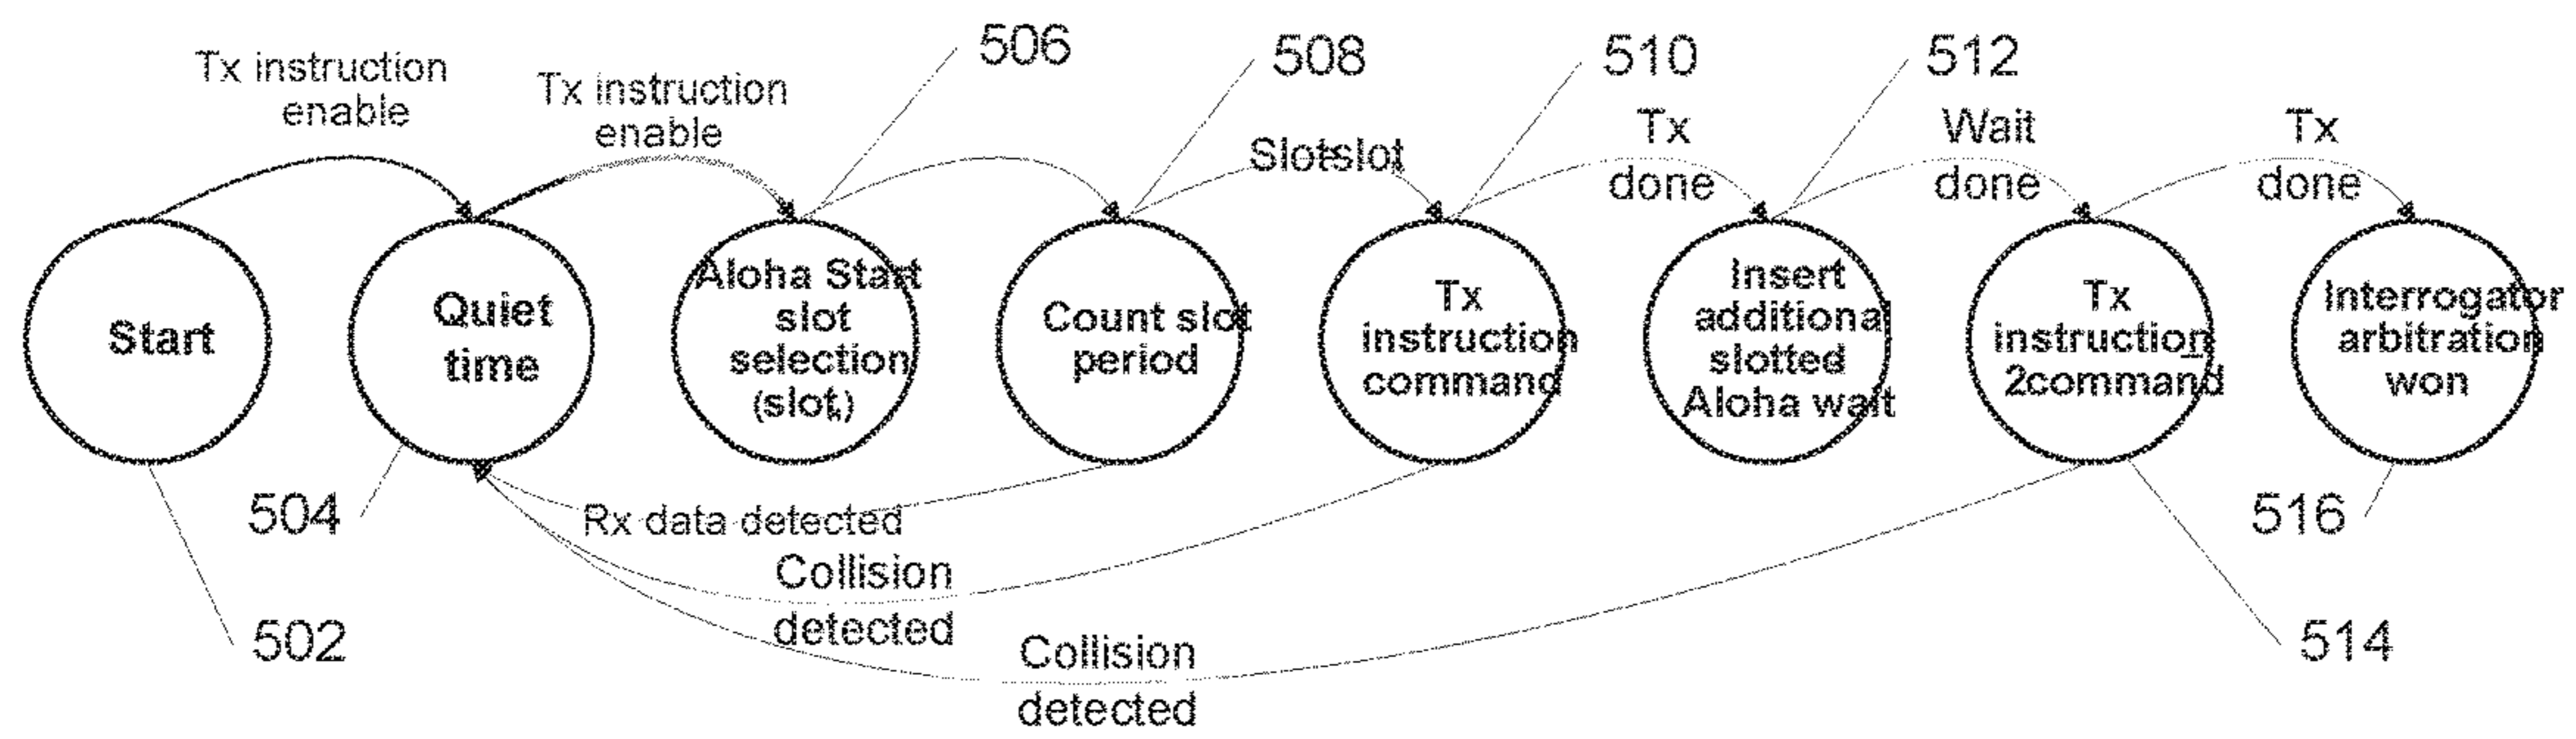 Tx instruction
enable
Tx instruction
enable
506
508
510
512
Slot=slot
Tx
done
Wait
done
Tx
done
Start
Quiet
time
Aloha Start
slot
selection
(slotk)
Count slot
period
Tx
instruction
command
Insert
additional
slotted
Aloha wait
Tx
instruction
2command
Interrogator
arbitration
won
504
502
Rx data detected
Collision
detected
Collision
detected
516
514